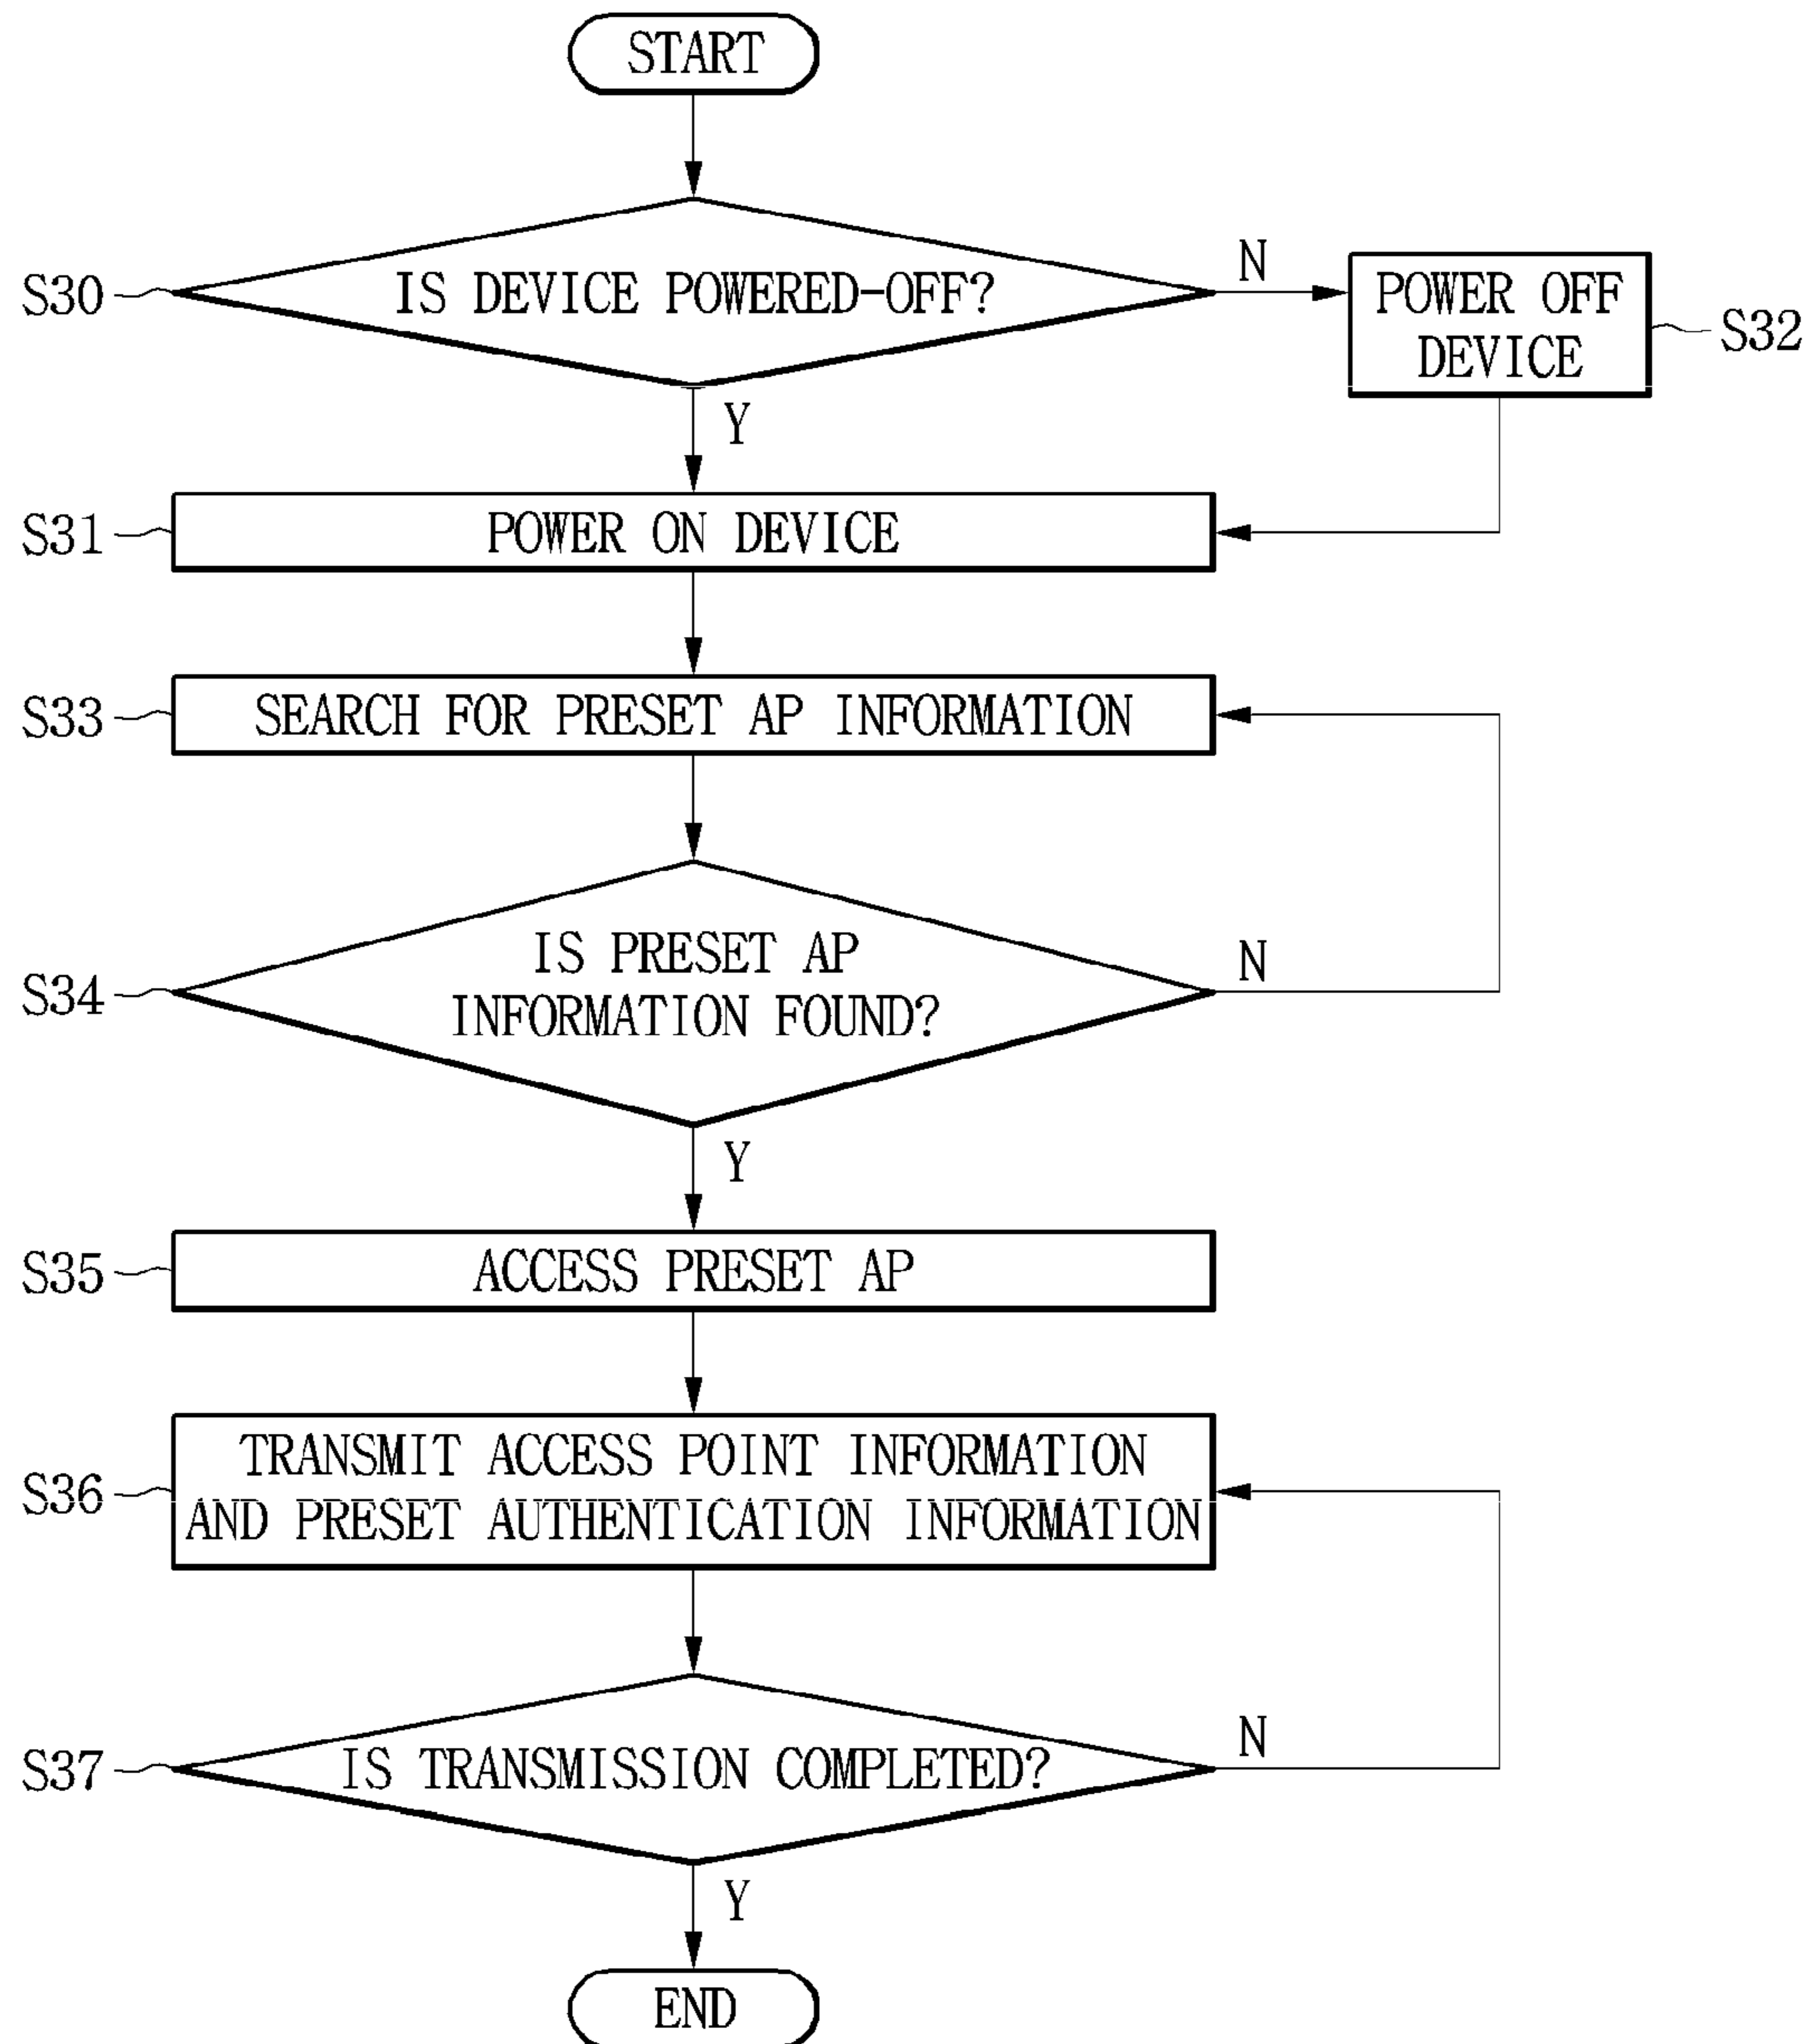 START
S30
IS DEVICE POWERED-OFF?
N
POWER OFF
DEVICE
S32
Y
S31
POWER ON DEVICE
S33
SEARCH FOR PRESET AP INFORMATION
S34
IS PRESET AP
INFORMATION FOUND?
N
Y
S35
ACCESS PRESET AP
S36
TRANSMIT ACCESS POINT INFORMATION
AND PRESET AUTHENTICATION INFORMATION
S37
IS TRANSMISSION COMPLETED?
N
Y
END